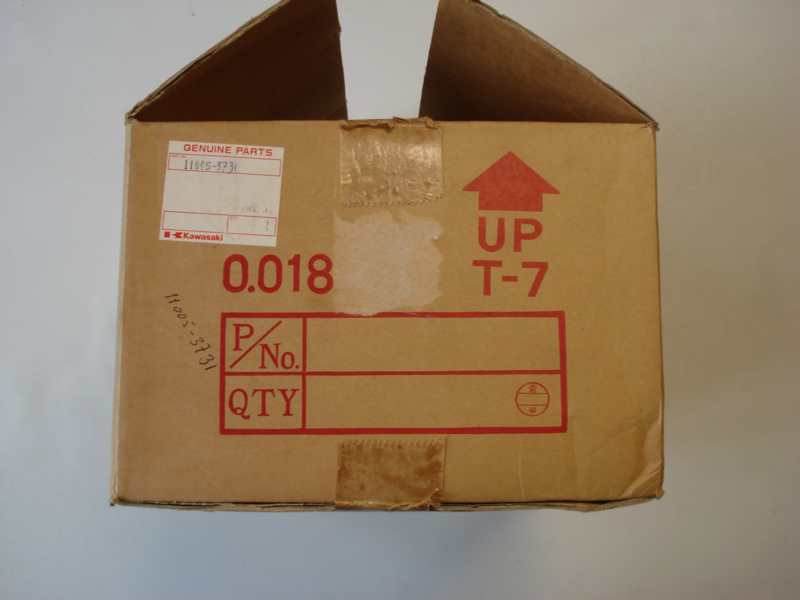 GENUINE PARTS
11005-3731
1
Kawasaki
UP
T-7
0.018
11005-3731
P/No.
QTY